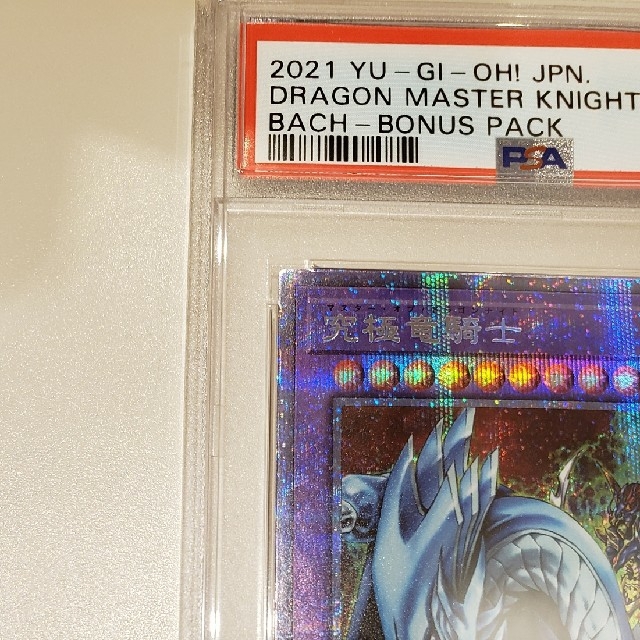 2021 YU-GI-OH! JPN.
DRAGON MASTER KNIGHT
BACH-BONUS PACK
PSA
究極竜騎士